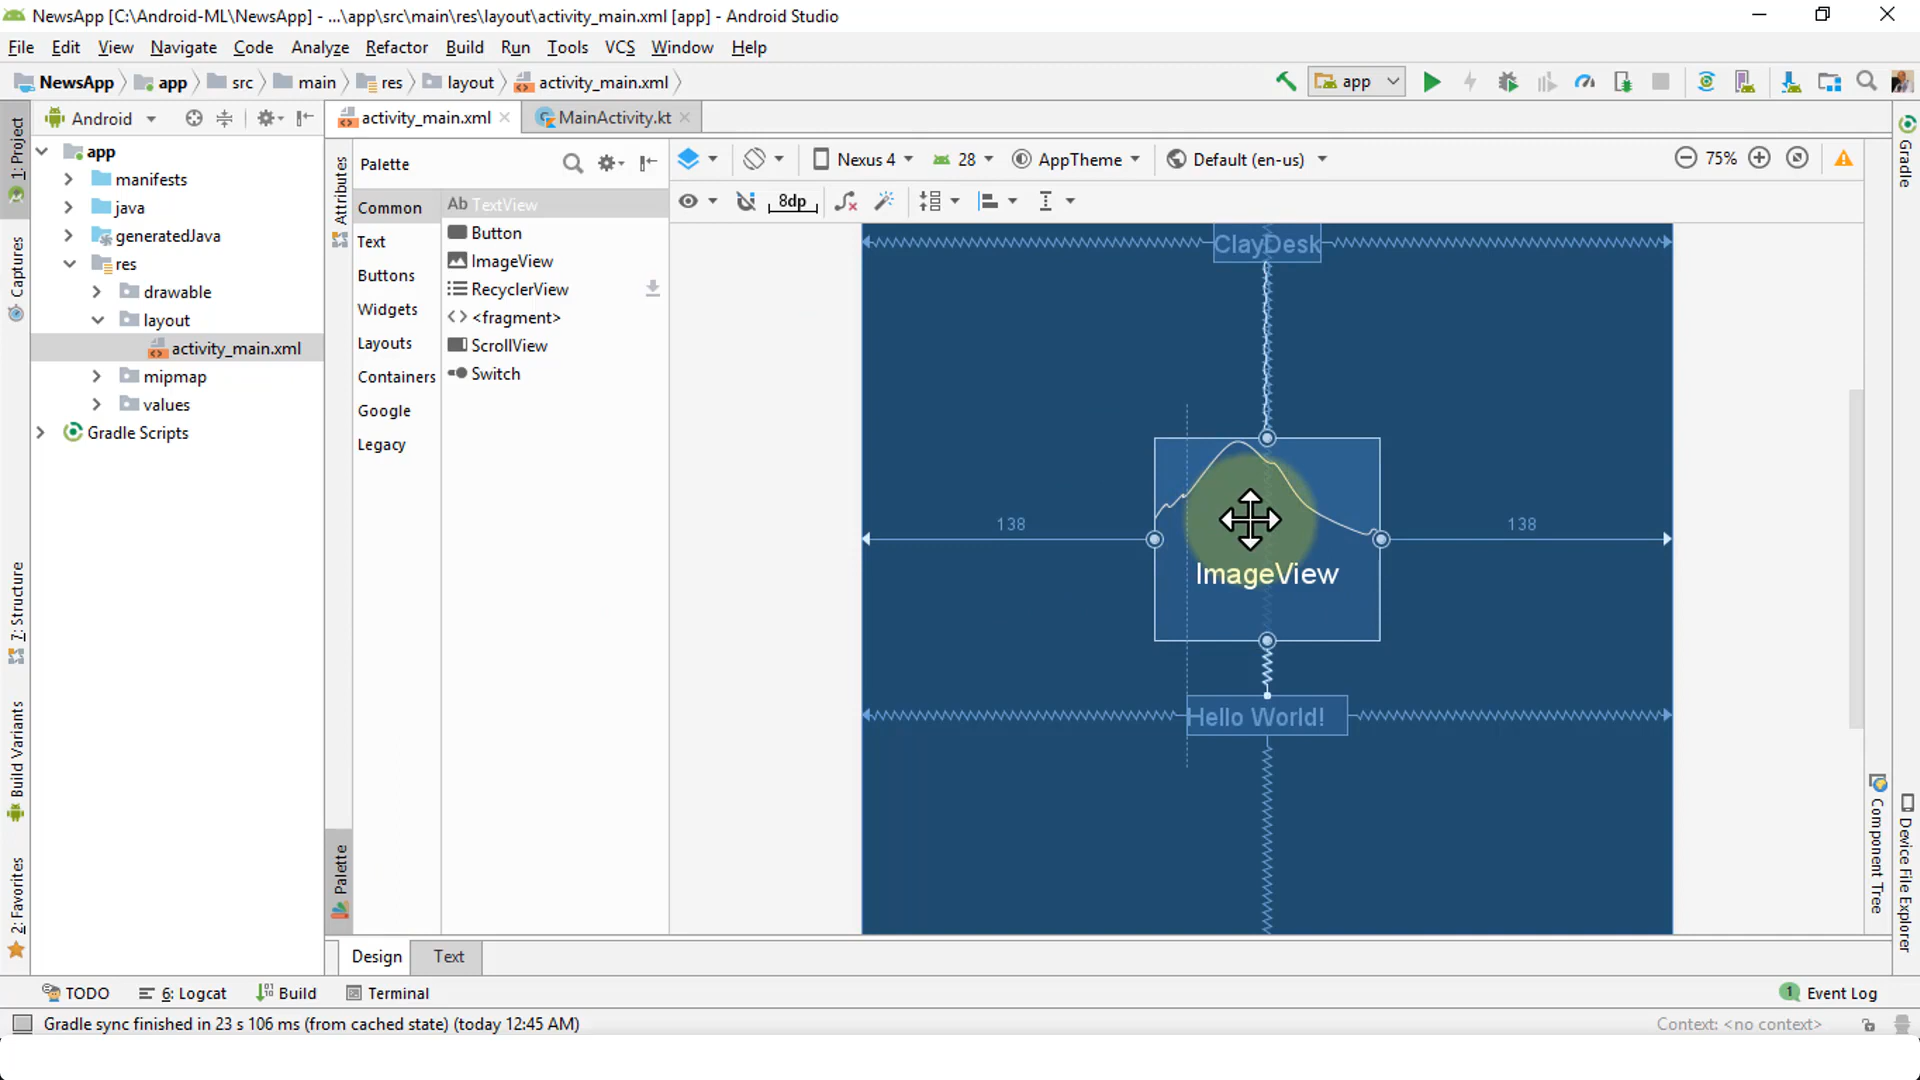 NewsApp [C:\Android-ML\NewsApp] - ...\app\src\main\res\layout\activity_main.xml [app] - Android Studio
File Edit View Navigate Code Analyze Refactor Build Run Tools VCS Window Help
NewsApp app src main res layout activity_main.xml app
1: Project
Captures
7: Structure
Build Variants
2: Favorites
Android
app
manifests
java
generatedJava
res
drawable
layout
activity_main.xml
mipmap
values
Gradle Scripts
activity_main.xml MainActivity.kt
Attributes
Palette
Palette
Common
Text
Buttons
Widgets
Layouts
Containers
Google
Legacy
Ab TextView
Button
ImageView
RecyclerView
<fragment>
ScrollView
Switch
Nexus 4 28 AppTheme Default (en-us) 75%
8dp
ClayDesk
138 138
ImageView
Hello World!
Gradle
Component Tree
Device File Explorer
Design Text
TODO 6: Logcat Build Terminal 1 Event Log
Gradle sync finished in 23 s 106 ms (from cached state) (today 12:45 AM) Context: <no context>